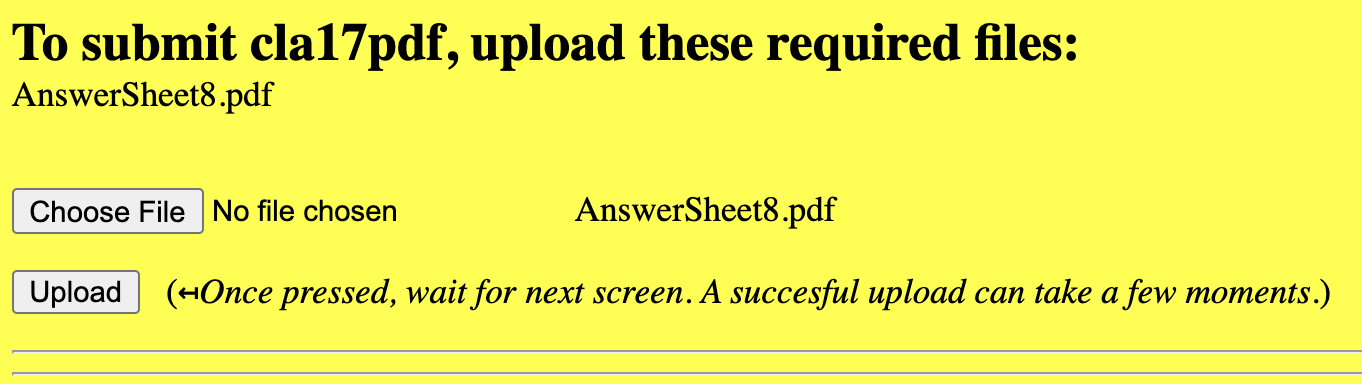 To submit cla17pdf, upload these required files:
AnswerSheet8.pdf
Choose File No file chosen AnswerSheet8.pdf
Upload (↤Once pressed, wait for next screen. A succesful upload can take a few moments.)